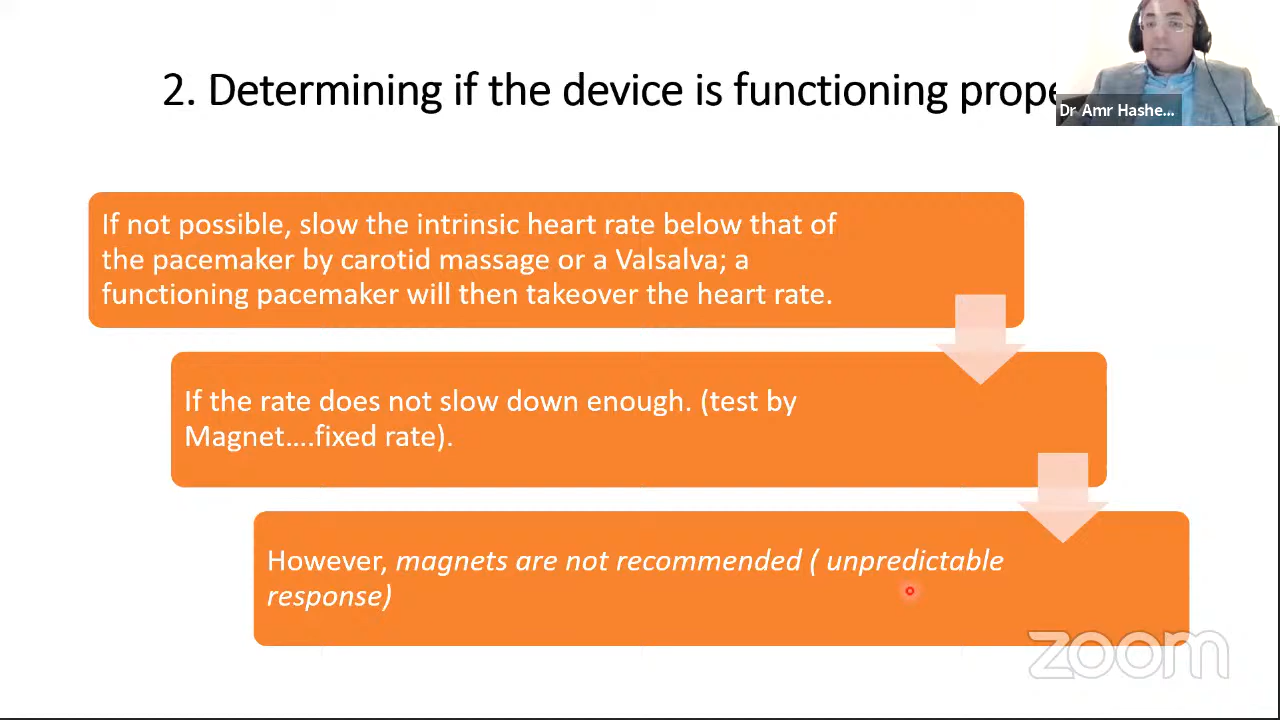 2. Determining if the device is functioning prope
Dr Amr Hashe...
If not possible, slow the intrinsic heart rate below that of
the pacemaker by carotid massage or a Valsalva; a
functioning pacemaker will then takeover the heart rate.
If the rate does not slow down enough. (test by
Magnet....fixed rate).
However, magnets are not recommended ( unpredictable
response)
zoom